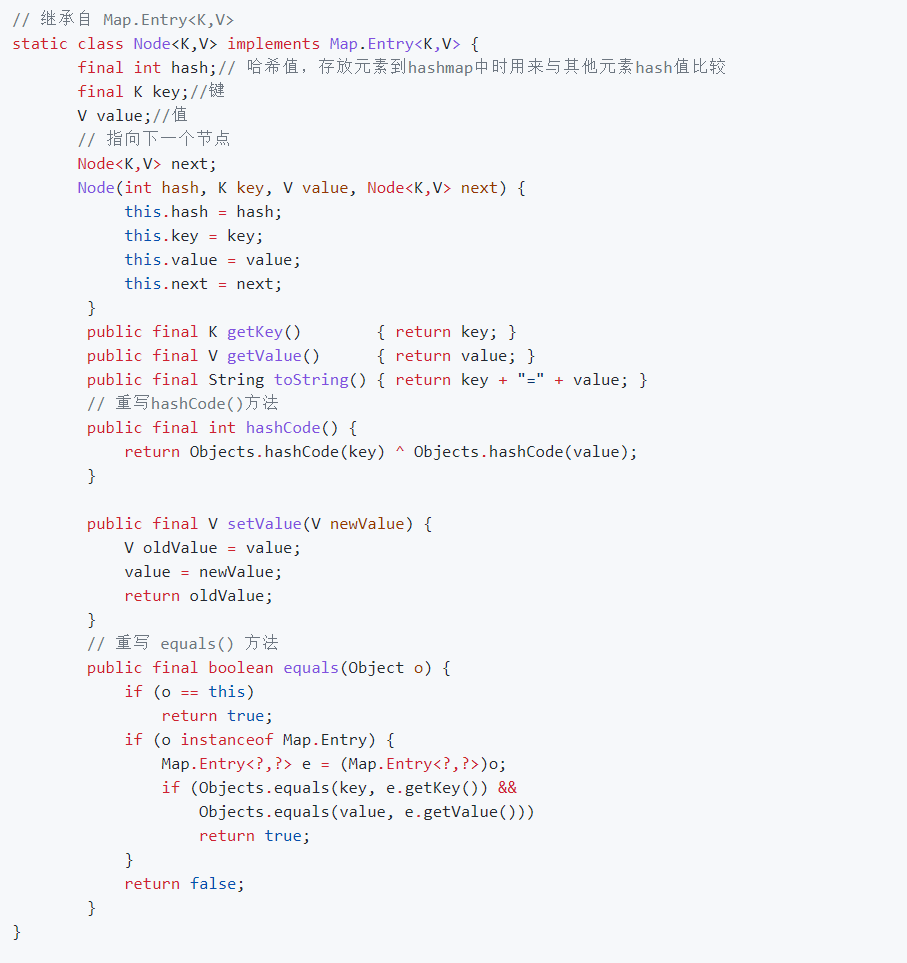 // 继承自 Map.Entry<K,V>
static class Node<K,V> implements Map.Entry<K,V> {
       final int hash;// 哈希值，存放元素到hashmap中时用来与其他元素hash值比较
       final K key;//键
       V value;//值
       // 指向下一个节点
       Node<K,V> next;
       Node(int hash, K key, V value, Node<K,V> next) {
            this.hash = hash;
            this.key = key;
            this.value = value;
            this.next = next;
        }
        public final K getKey()        { return key; }
        public final V getValue()      { return value; }
        public final String toString() { return key + "=" + value; }
        // 重写hashCode()方法
        public final int hashCode() {
            return Objects.hashCode(key) ^ Objects.hashCode(value);
        }

        public final V setValue(V newValue) {
            V oldValue = value;
            value = newValue;
            return oldValue;
        }
        // 重写 equals() 方法
        public final boolean equals(Object o) {
            if (o == this)
                return true;
            if (o instanceof Map.Entry) {
                Map.Entry<?,?> e = (Map.Entry<?,?>)o;
                if (Objects.equals(key, e.getKey()) &&
                    Objects.equals(value, e.getValue()))
                    return true;
            }
            return false;
        }
}